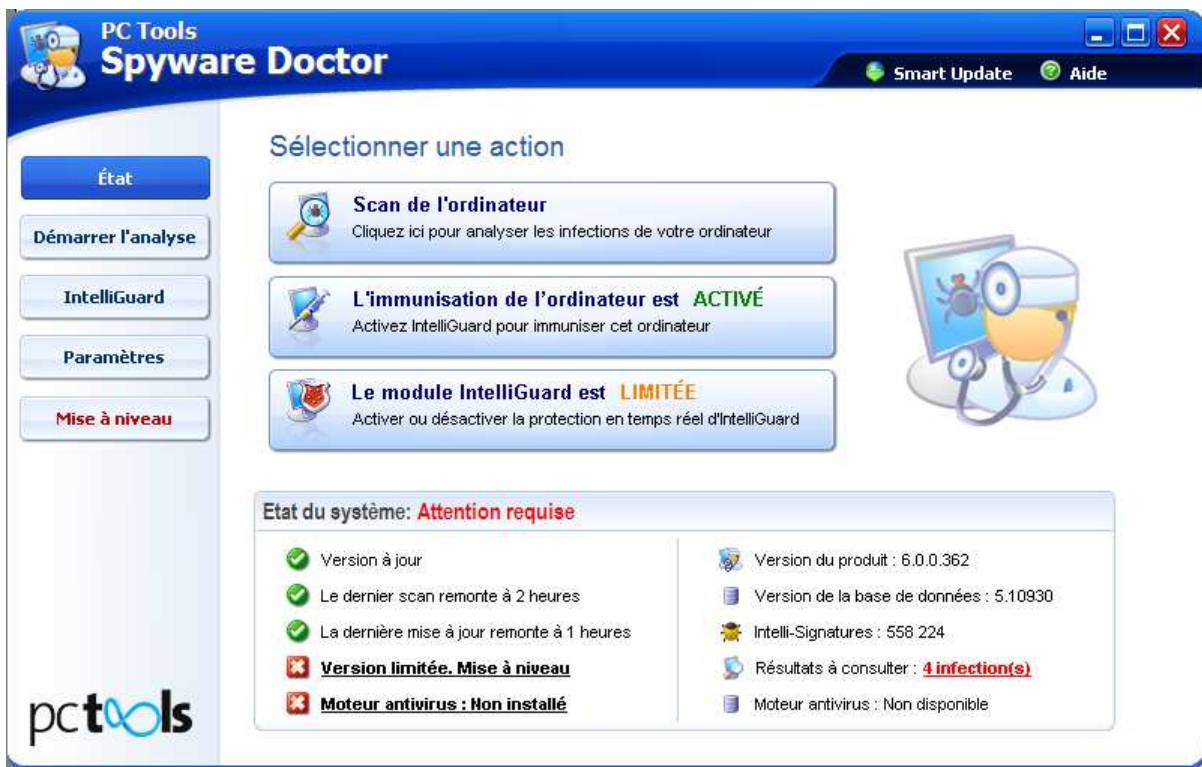 PC Tools
Spyware Doctor
Smart Update
Aide
État
Démarrer l'analyse
IntelliGuard
Paramètres
Mise à niveau
Sélectionner une action
Scan de l'ordinateur
Cliquez ici pour analyser les infections de votre ordinateur
L'immunisation de l’ordinateur est ACTIVÉ
Activez IntelliGuard pour immuniser cet ordinateur
Le module IntelliGuard est LIMITÉE
Activer ou désactiver la protection en temps réel d'IntelliGuard
Etat du système: Attention requise
Version à jour
Le dernier scan remonte à 2 heures
La dernière mise à jour remonte à 1 heures
Version limitée. Mise à niveau
Moteur antivirus : Non installé
Version du produit : 6.0.0.362
Version de la base de données : 5.10930
Intelli-Signatures : 558 224
Résultats à consulter : 4 infection(s)
Moteur antivirus : Non disponible
pctools